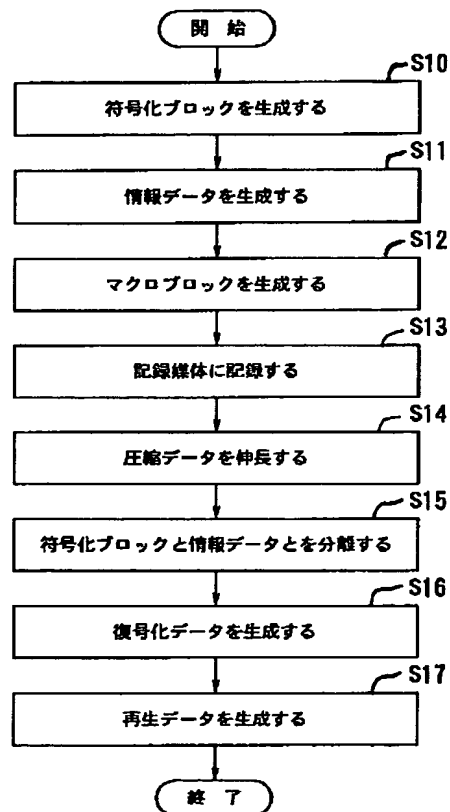 開 始
S10
符号化ブロックを生成する
S11
情報データを生成する
S12
マクロブロックを生成する
S13
記録媒体に記録する
S14
圧縮データを伸長する
S15
符号化ブロックと情報データとを分離する
S16
復号化データを生成する
S17
再生データを生成する
終 了